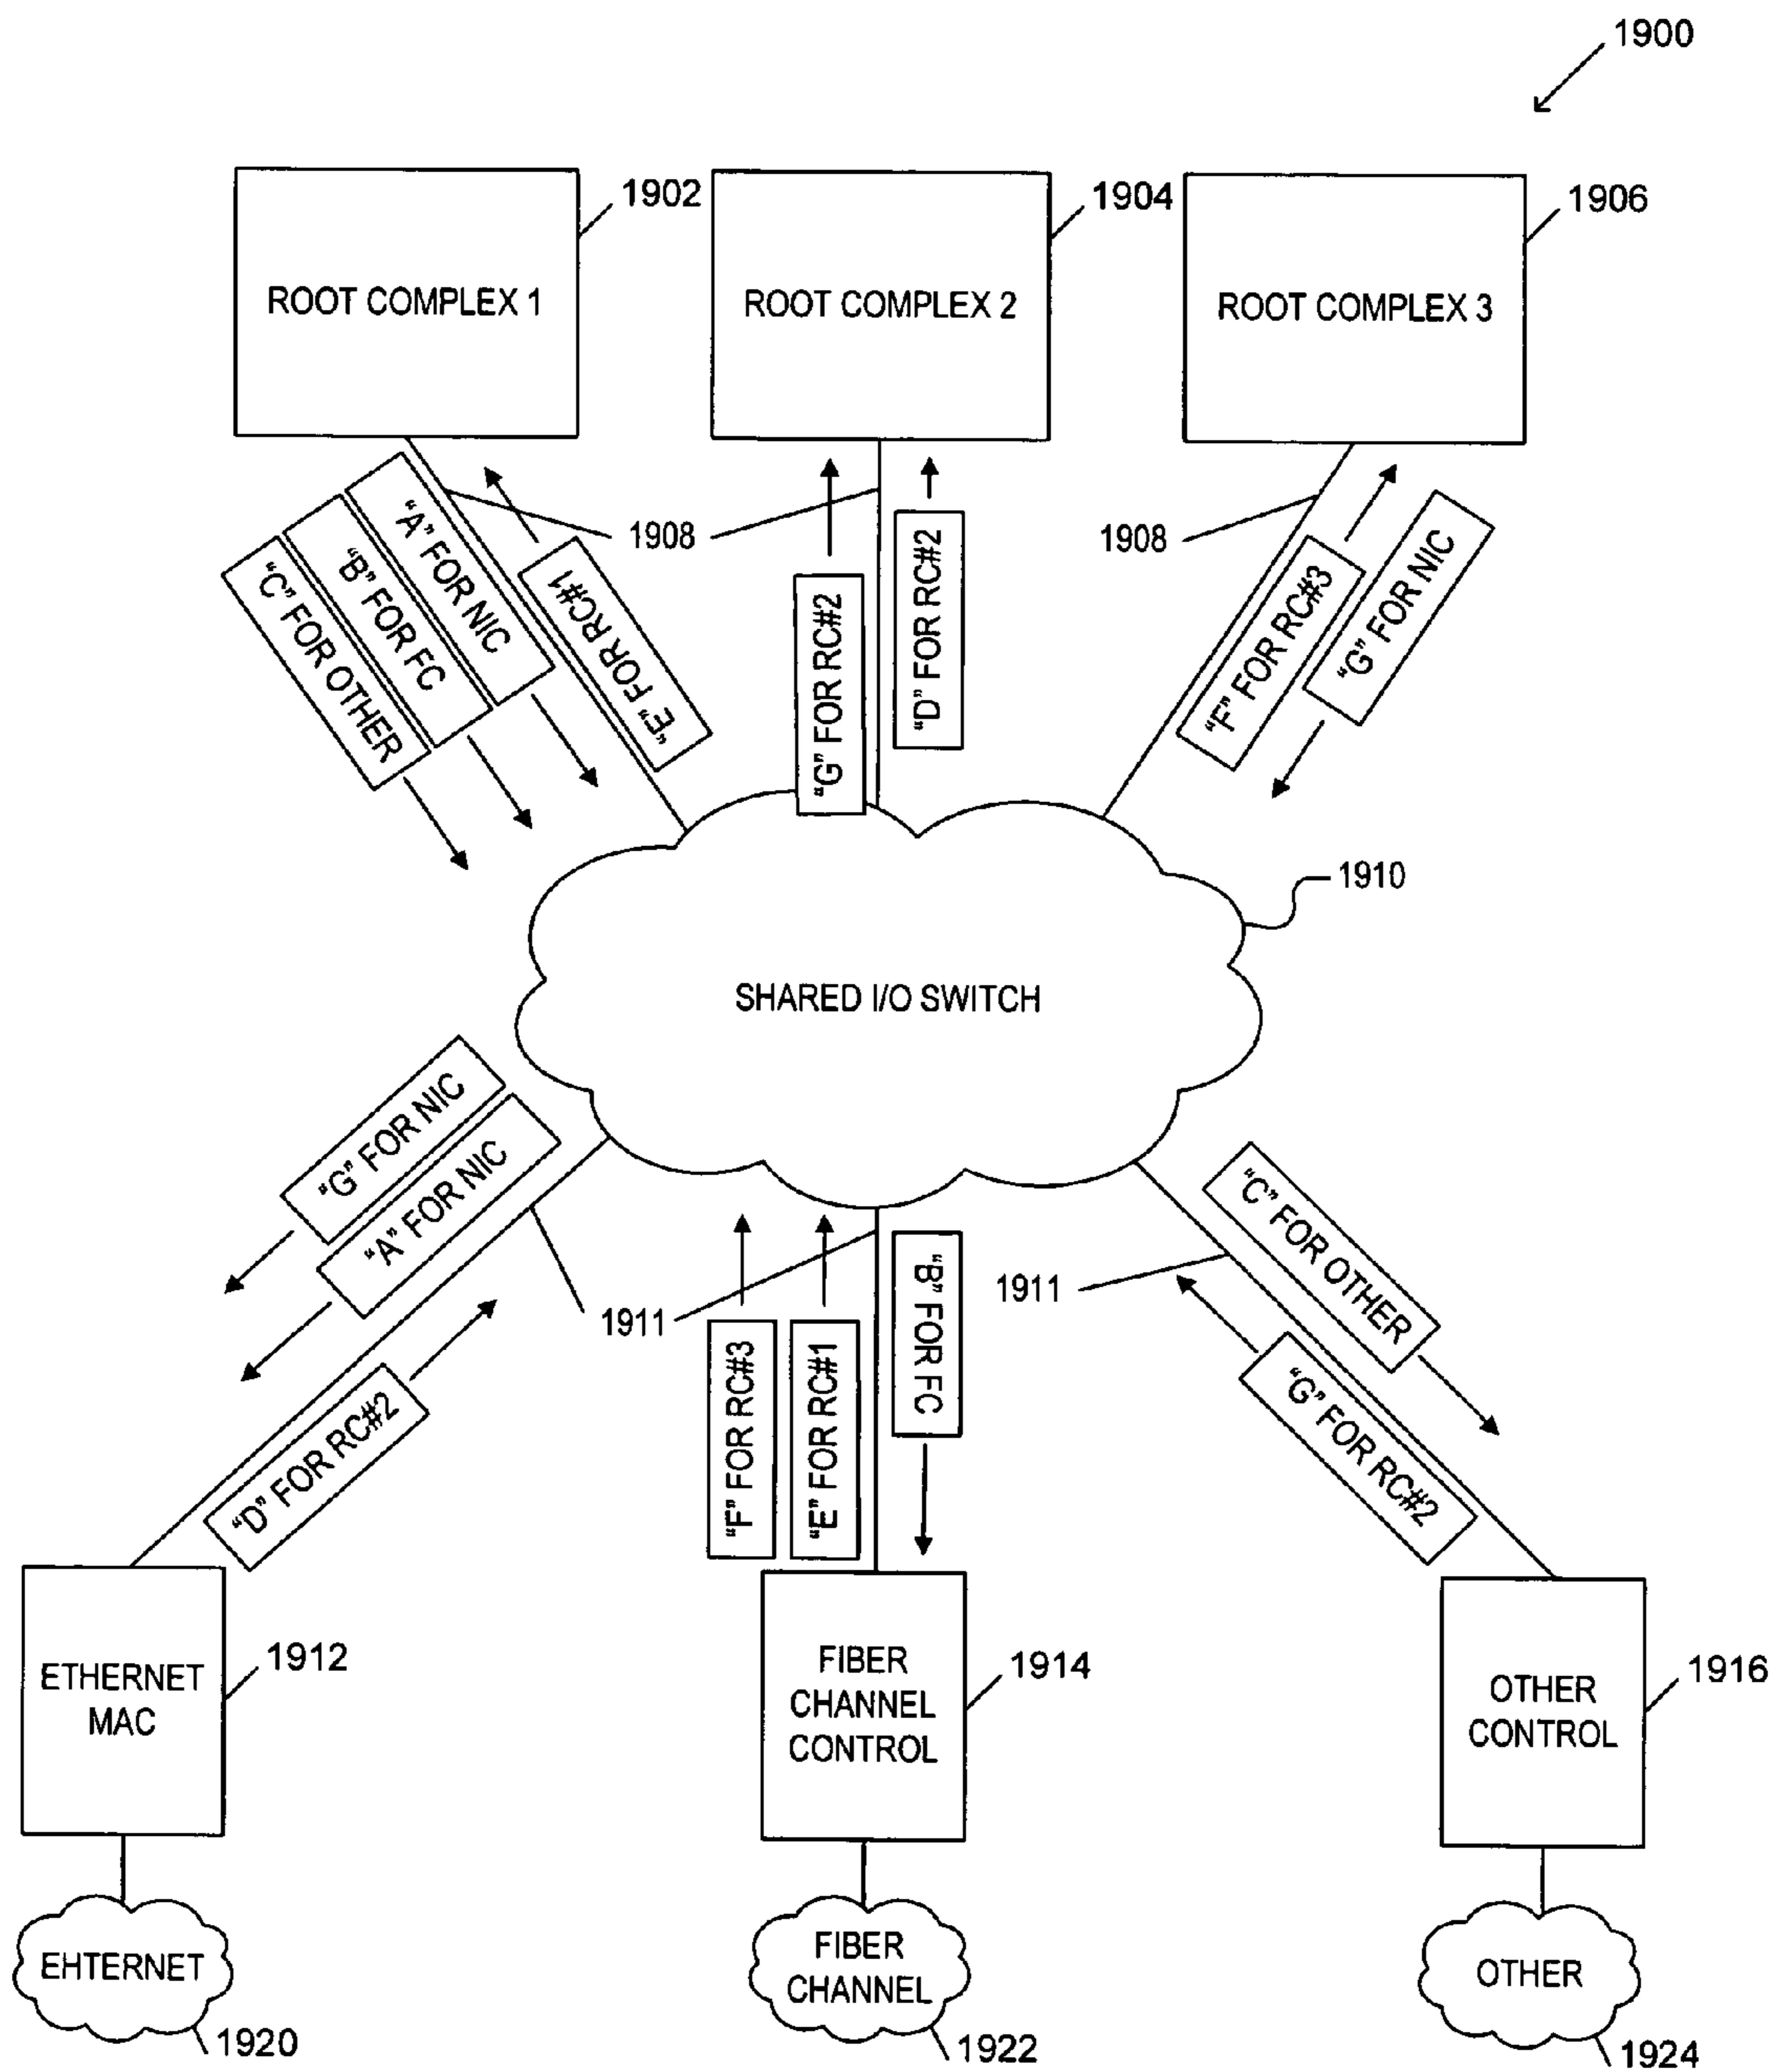 1900
1902
1904
1906
ROOT COMPLEX 1
ROOT COMPLEX 2
ROOT COMPLEX 3
1908
1908
"A" FOR NIC
"B" FOR FC
"C" FOR OTHER
"E" FOR RC#1
"G" FOR RC#2
"D" FOR RC#2
"F" FOR RC#3
"G" FOR NIC
1910
SHARED I/O SWITCH
"G" FOR NIC
"A" FOR NIC
"D" FOR RC#2
1911
"F" FOR RC#3
"E" FOR RC#1
"B" FOR FC
1911
"C" FOR OTHER
"G" FOR RC#2
ETHERNET
MAC
1912
FIBER
CHANNEL
CONTROL
1914
OTHER
CONTROL
1916
EHTERNET
1920
FIBER
CHANNEL
1922
OTHER
1924